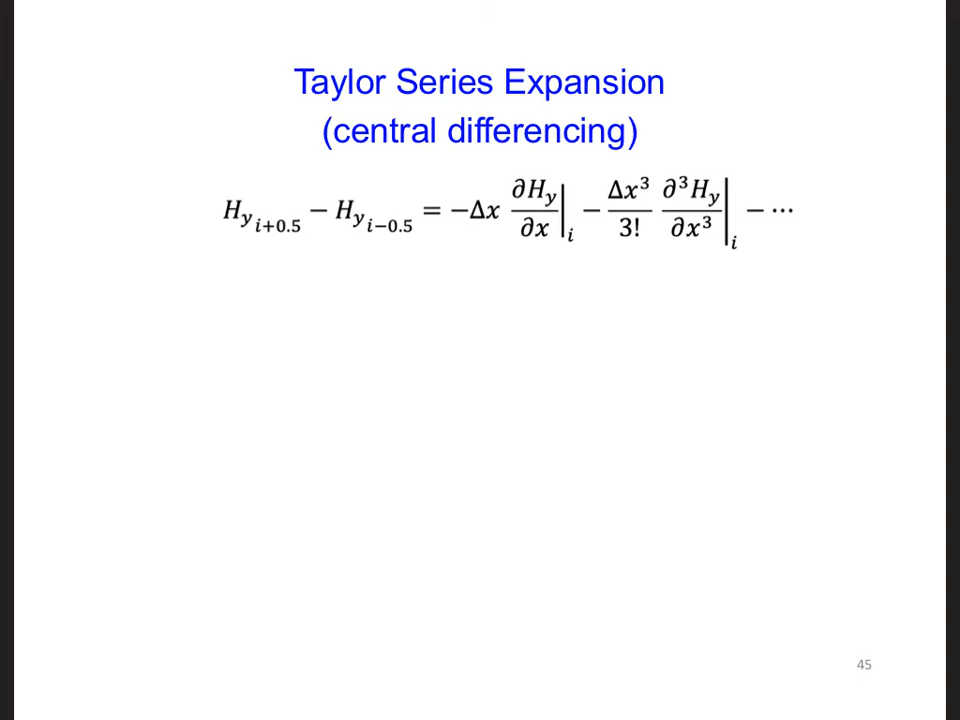 Taylor Series Expansion
(central differencing)
H_{y_{i+0.5}} − H_{y_{i−0.5}} = −Δx ∂H_y/∂x|_i − Δx³/3! ∂³H_y/∂x³|_i − ⋯
45